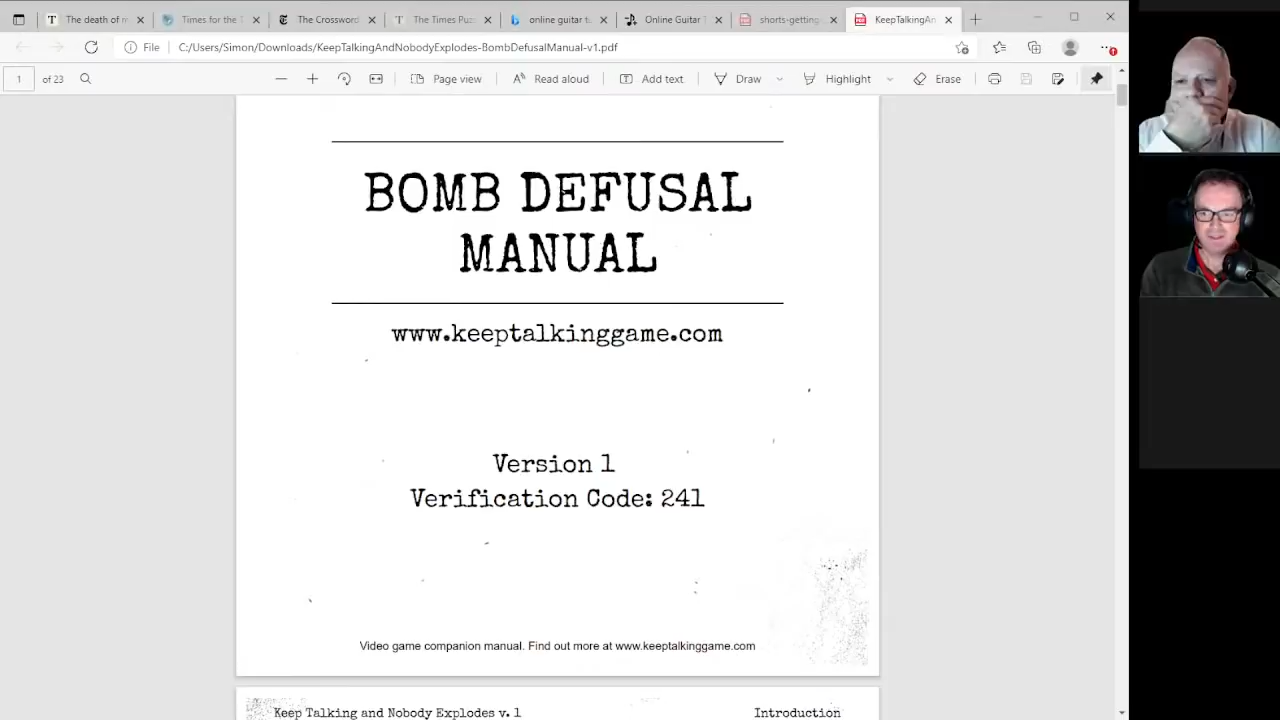 The death of m
Times for the T
The Crossword
The Times Puz
online guitar tu
Online Guitar T
shorts-getting-
KeepTalkingAn
File
C:/Users/Simon/Downloads/KeepTalkingAndNobodyExplodes-BombDefusalManual-v1.pdf
1 of 23
Page view
Read aloud
Add text
Draw
Highlight
Erase
BOMB DEFUSAL
MANUAL
www.keeptalkinggame.com
Version 1
Verification Code: 241
Video game companion manual. Find out more at www.keeptalkinggame.com
Keep Talking and Nobody Explodes v. 1
Introduction